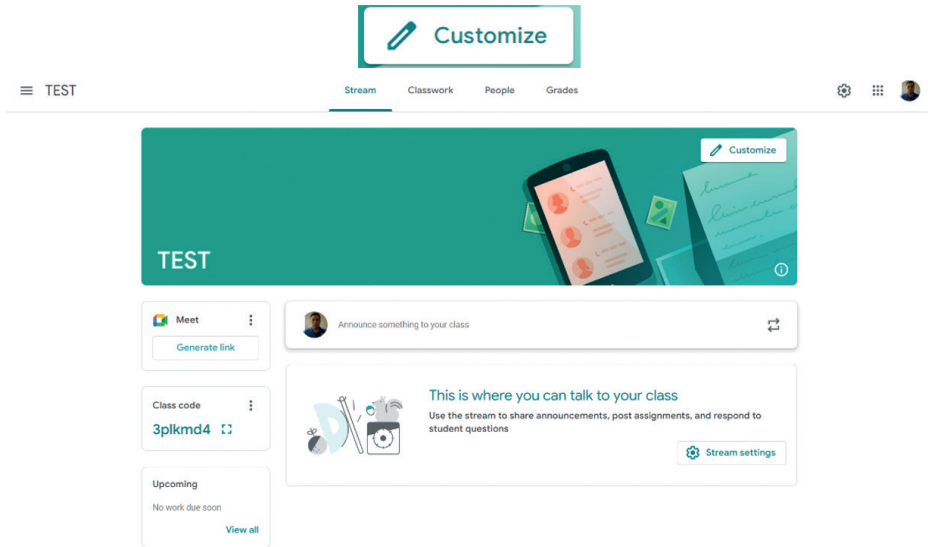 Customize
TEST
Stream Classwork People Grades
Customize
TEST
Meet
Generate link
Announce something to your class
Class code
3plkmd4
This is where you can talk to your class
Use the stream to share announcements, post assignments, and respond to
student questions
Stream settings
Upcoming
No work due soon
View all